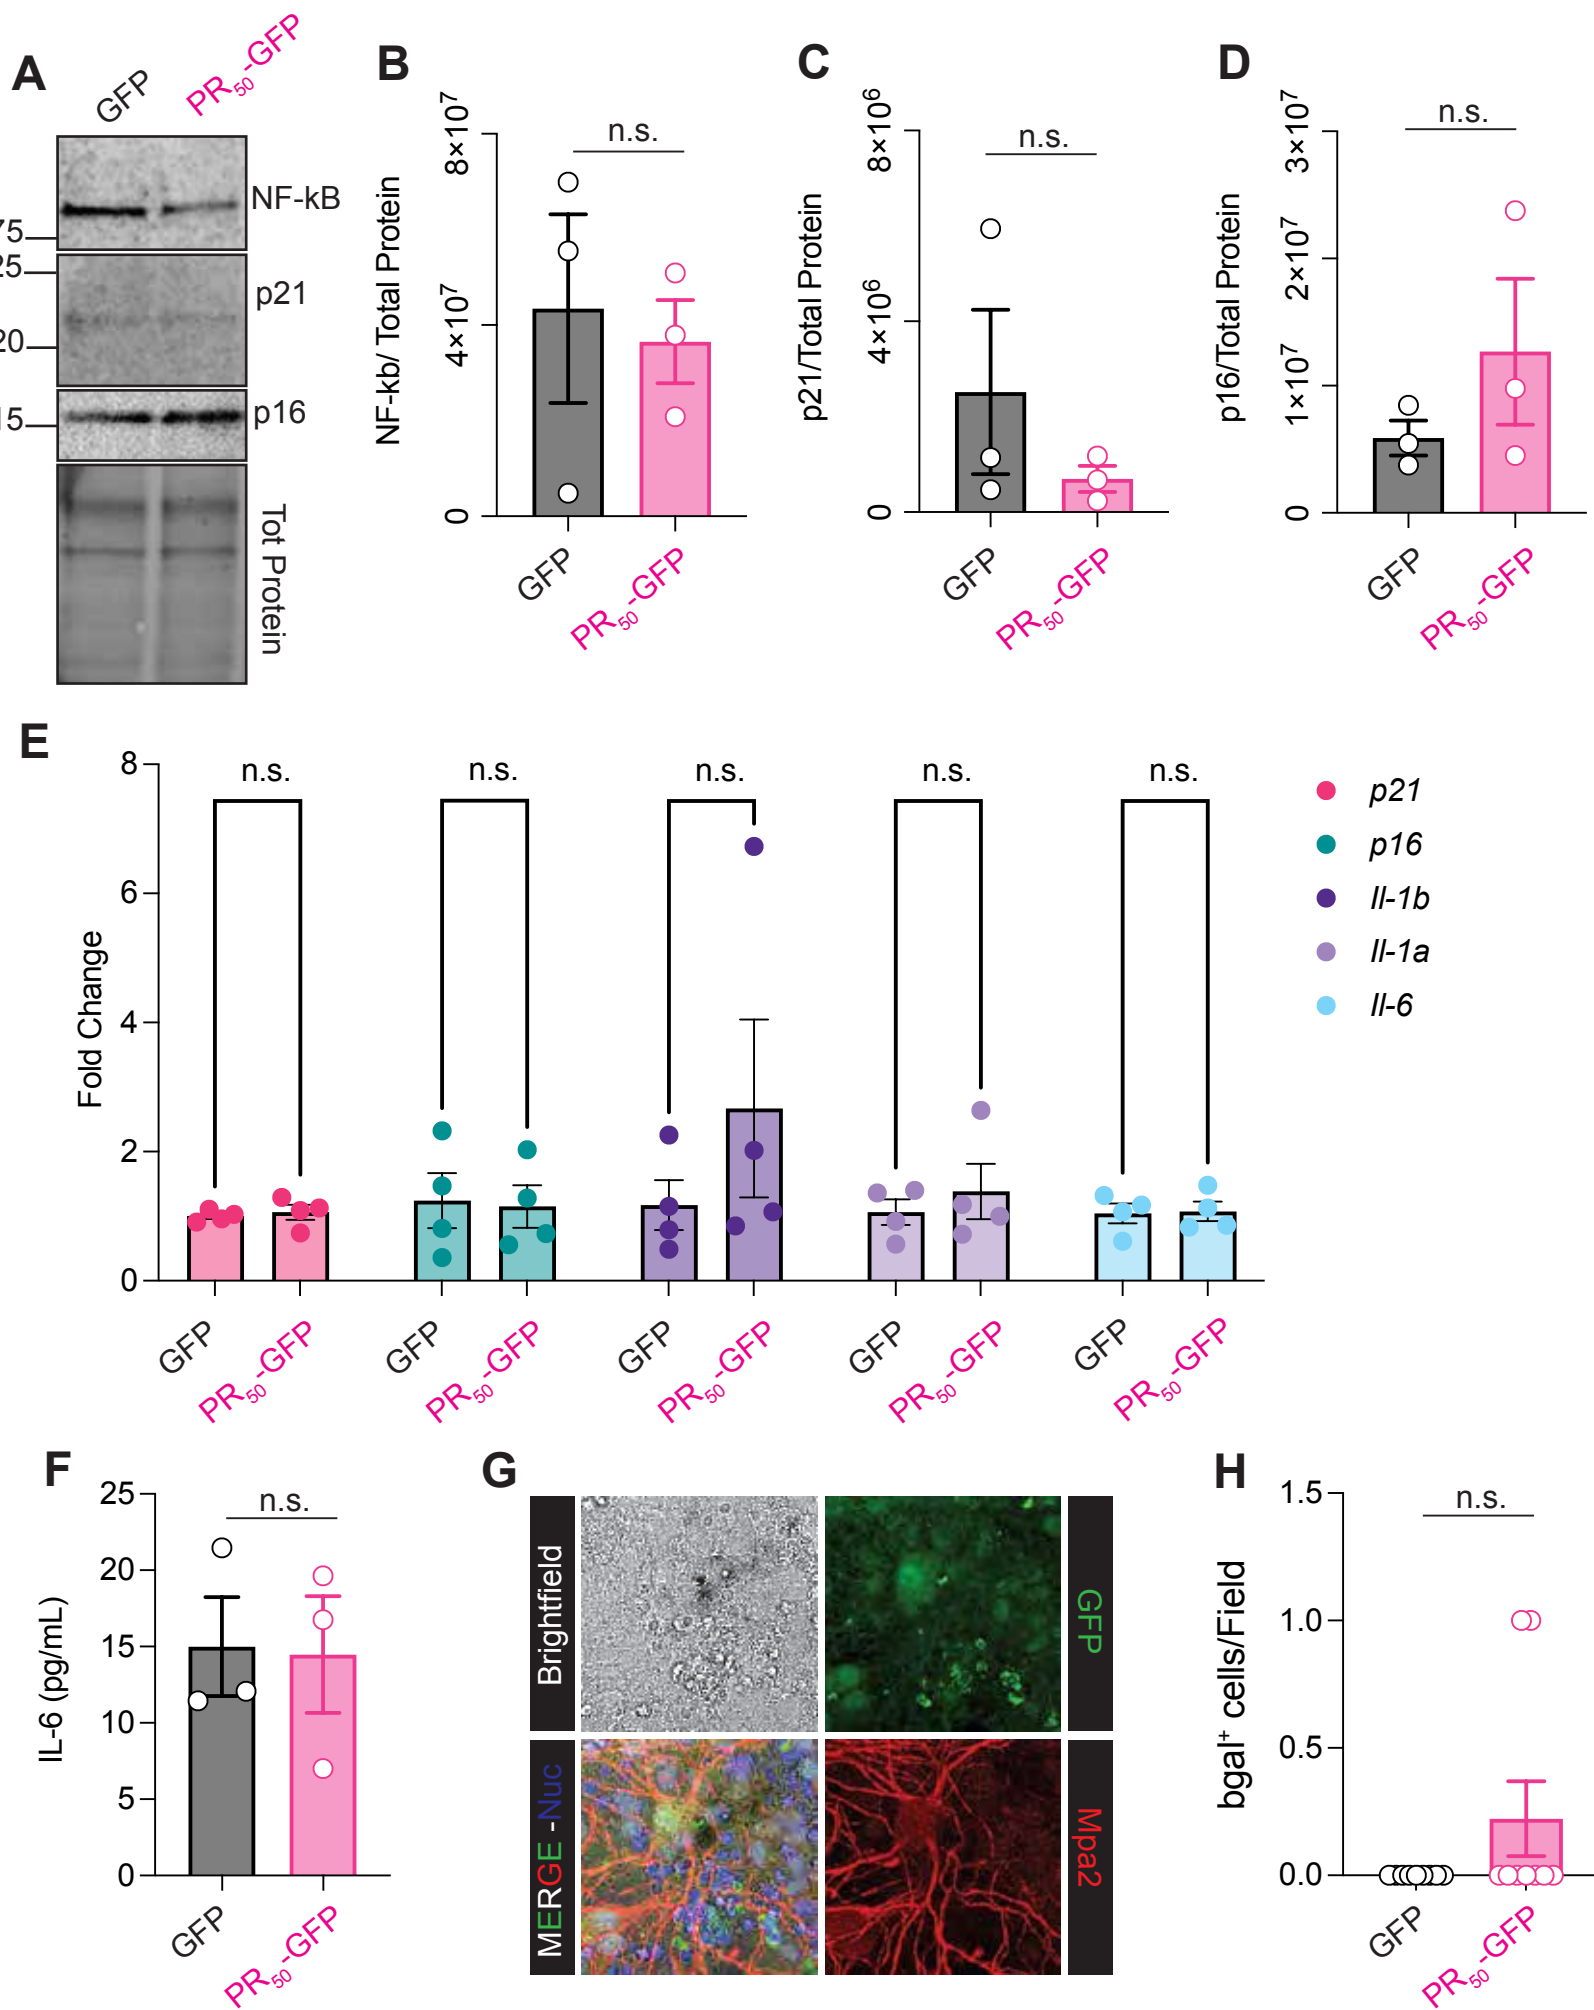 A
GFP
PR50-GFP
NF-kB
75
25
p21
20
p16
15
Tot Protein
B
n.s.
8×10^7
4×10^7
0
NF-kb/ Total Protein
GFP
PR50-GFP
C
n.s.
8×10^6
4×10^6
0
p21/Total Protein
GFP
PR50-GFP
D
n.s.
3×10^7
2×10^7
1×10^7
0
p16/Total Protein
GFP
PR50-GFP
E
8
6
4
2
0
Fold Change
n.s.
n.s.
n.s.
n.s.
n.s.
p21
p16
Il-1b
Il-1a
Il-6
GFP
PR50-GFP
GFP
PR50-GFP
GFP
PR50-GFP
GFP
PR50-GFP
GFP
PR50-GFP
F
25
20
15
10
5
0
IL-6 (pg/mL)
n.s.
GFP
PR50-GFP
G
Brightfield
GFP
MERGE -Nuc
Mpa2
H
1.5
1.0
0.5
0.0
bgal+ cells/Field
n.s.
GFP
PR50-GFP